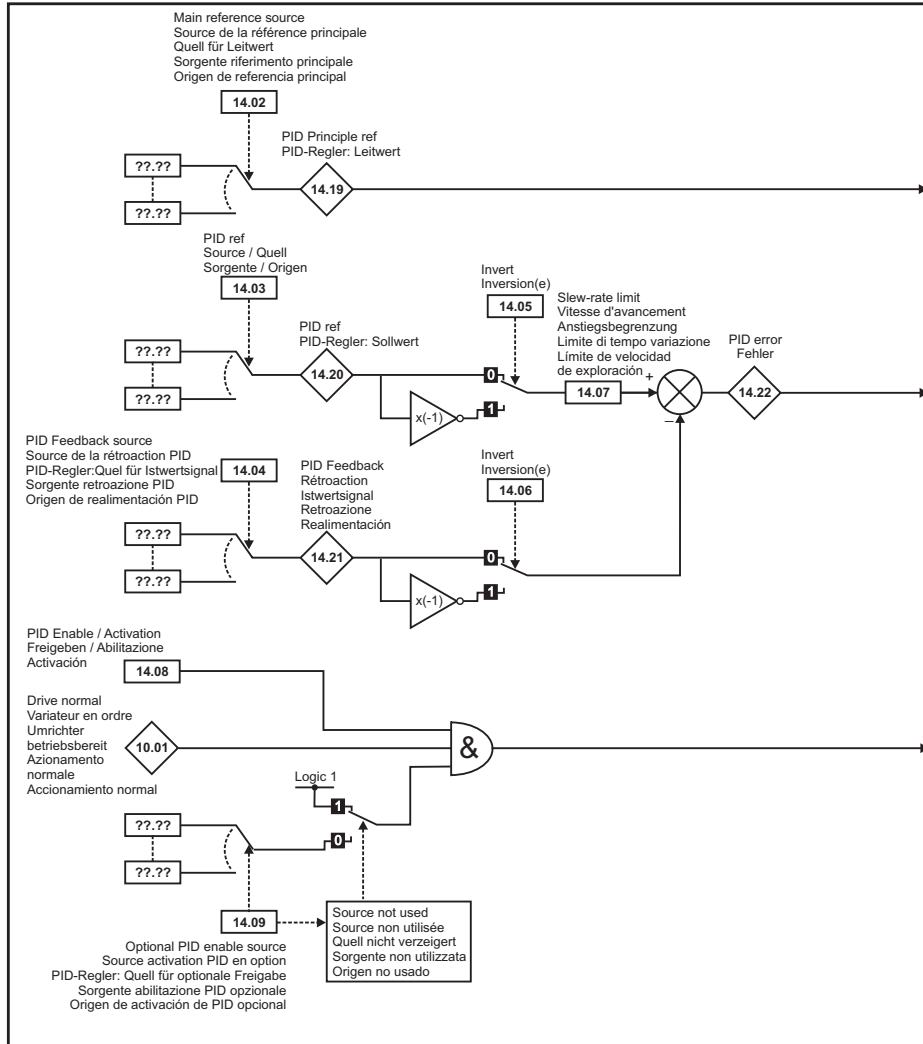 Main reference source
Source de la référence principale
Quell für Leitwert
Sorgente riferimento principale
Origen de referencia principal
14.02
PID Principle ref
PID-Regler: Leitwert
??.??
14.19
??.??
PID ref
Source / Quell
Sorgente / Origen
14.03
Invert
Inversion(e)
14.05
Slew-rate limit
Vitesse d'avancement
Anstiegsbegrenzung
Limite di tempo variazione
Límite de velocidad
de exploración
PID ref
PID-Regler: Sollwert
PID error
Fehler
??.??
14.20
0
14.07
+
–
14.22
??.??
x(-1)
1
PID Feedback source
Source de la rétroaction PID
PID-Regler:Quel für Istwertsignal
Sorgente retroazione PID
Origen de realimentación PID
14.04
PID Feedback
Rétroaction
Istwertsignal
Retroazione
Realimentación
Invert
Inversion(e)
14.06
??.??
14.21
0
??.??
x(-1)
1
PID Enable / Activation
Freigeben / Abilitazione
Activación
14.08
Drive normal
Variateur en ordre
Umrichter
betriebsbereit
Azionamento
normale
Accionamiento normal
10.01
&
Logic 1
1
??.??
0
??.??
14.09
Source not used
Source non utilisée
Quell nicht verzeigert
Sorgente non utilizzata
Origen no usado
Optional PID enable source
Source activation PID en option
PID-Regler: Quell für optionale Freigabe
Sorgente abilitazione PID opzionale
Origen de activación de PID opcional